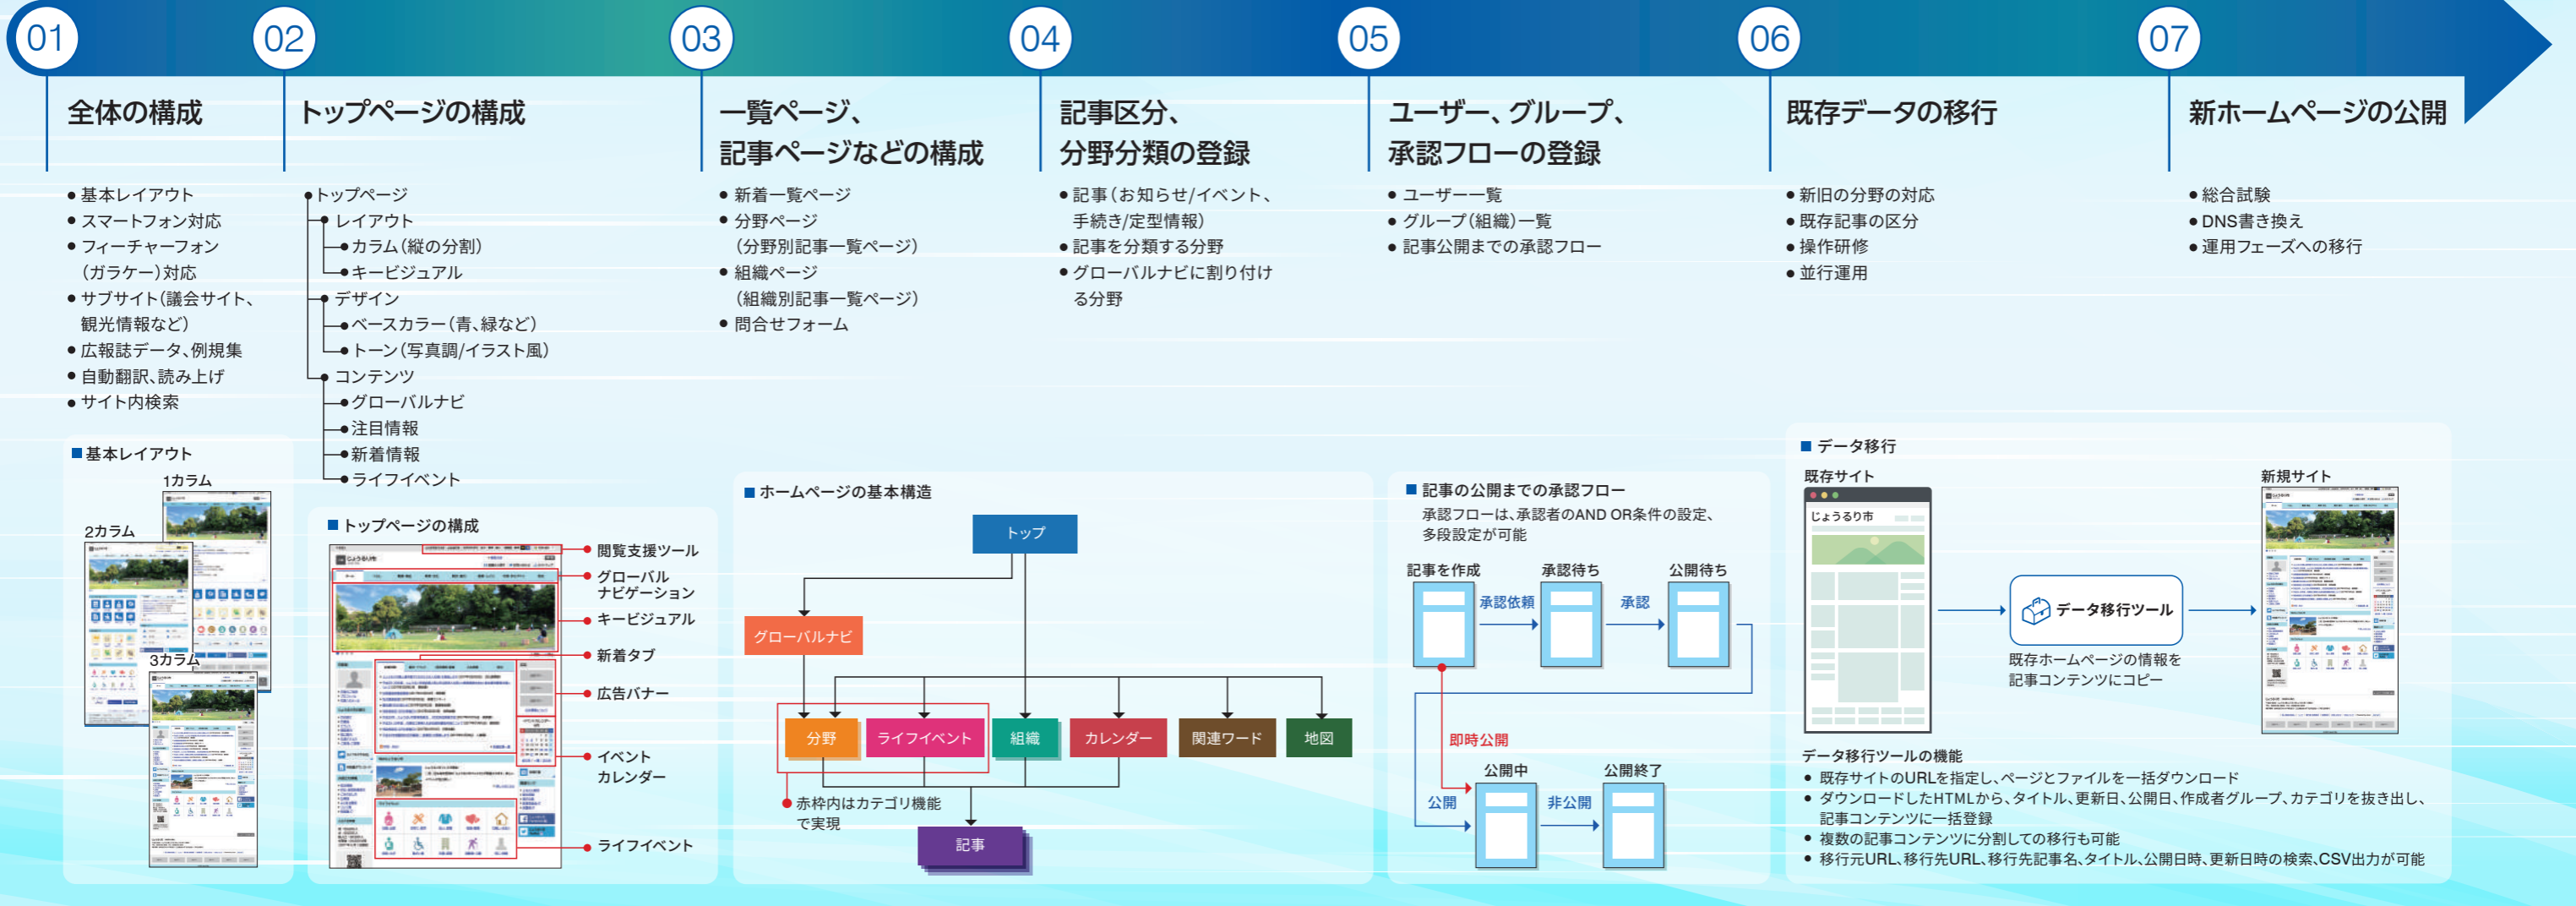 01
02
03
04
05
06
07
全体の構成
● 基本レイアウト
● スマートフォン対応
● フィーチャーフォン
（ガラケー）対応
● サブサイト（議会サイト、
観光情報など）
● 広報誌データ、例規集
● 自動翻訳、読み上げ
● サイト内検索
■ 基本レイアウト
1カラム
2カラム
3カラム
トップページの構成
●トップページ
● レイアウト
●カラム（縦の分割）
●キービジュアル
● デザイン
●ベースカラー（青、緑など）
●トーン（写真調/イラスト風）
● コンテンツ
●グローバルナビ
●注目情報
●新着情報
●ライフイベント
■ トップページの構成
じょうるり市
閲覧支援ツール
グローバル
ナビゲーション
キービジュアル
新着タブ
広告バナー
イベント
カレンダー
ライフイベント
一覧ページ、
記事ページなどの構成
● 新着一覧ページ
● 分野ページ
（分野別記事一覧ページ）
● 組織ページ
（組織別記事一覧ページ）
● 問合せフォーム
■ ホームページの基本構造
トップ
グローバルナビ
分野
ライフイベント
組織
カレンダー
関連ワード
地図
赤枠内はカテゴリ機能
で実現
記事
記事区分、
分野分類の登録
● 記事（お知らせ/イベント、
手続き/定型情報）
● 記事を分類する分野
● グローバルナビに割り付け
る分野
ユーザー、グループ、
承認フローの登録
● ユーザー一覧
● グループ（組織）一覧
● 記事公開までの承認フロー
■ 記事の公開までの承認フロー
承認フローは、承認者のAND OR条件の設定、
多段設定が可能
記事を作成
承認待ち
公開待ち
承認依頼
承認
即時公開
公開中
公開終了
公開
非公開
既存データの移行
● 新旧の分野の対応
● 既存記事の区分
● 操作研修
● 並行運用
■ データ移行
既存サイト
新規サイト
じょうるり市
データ移行ツール
既存ホームページの情報を
記事コンテンツにコピー
データ移行ツールの機能
● 既存サイトのURLを指定し、ページとファイルを一括ダウンロード
● ダウンロードしたHTMLから、タイトル、更新日、公開日、作成者グループ、カテゴリを抜き出し、
記事コンテンツに一括登録
● 複数の記事コンテンツに分割しての移行も可能
● 移行元URL、移行先URL、移行先記事名、タイトル、公開日時、更新日時の検索、CSV出力が可能
新ホームページの公開
● 総合試験
● DNS書き換え
● 運用フェーズへの移行